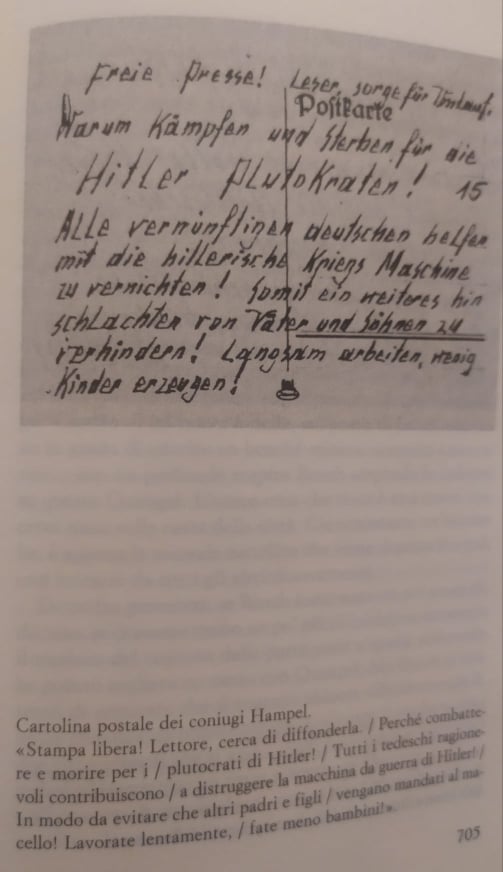 Freie Presse! Leser, sorge für
Postkarte
Warum Kämpfen und Sterben für die
Hitler Plutokraten! 15
Alle vernünftigen deutschen helfen
mit die hillerische Kriegs Maschine
zu vernichten! Somit ein weiteres hin
schlachten von Väter und Söhnen zu
verhindern! Langsam arbeiten, wenig
Kinder erzeugen!
Cartolina postale dei coniugi Hampel.
«Stampa libera! Lettore, cerca di diffonderla. / Perché combatte-
re e morire per i / plutocrati di Hitler! / Tutti i tedeschi ragione-
voli contribuiscono / a distruggere la macchina da guerra di Hitler! /
In modo da evitare che altri padri e figli / vengano mandati al ma-
cello! Lavorate lentamente, / fate meno bambini!».
705